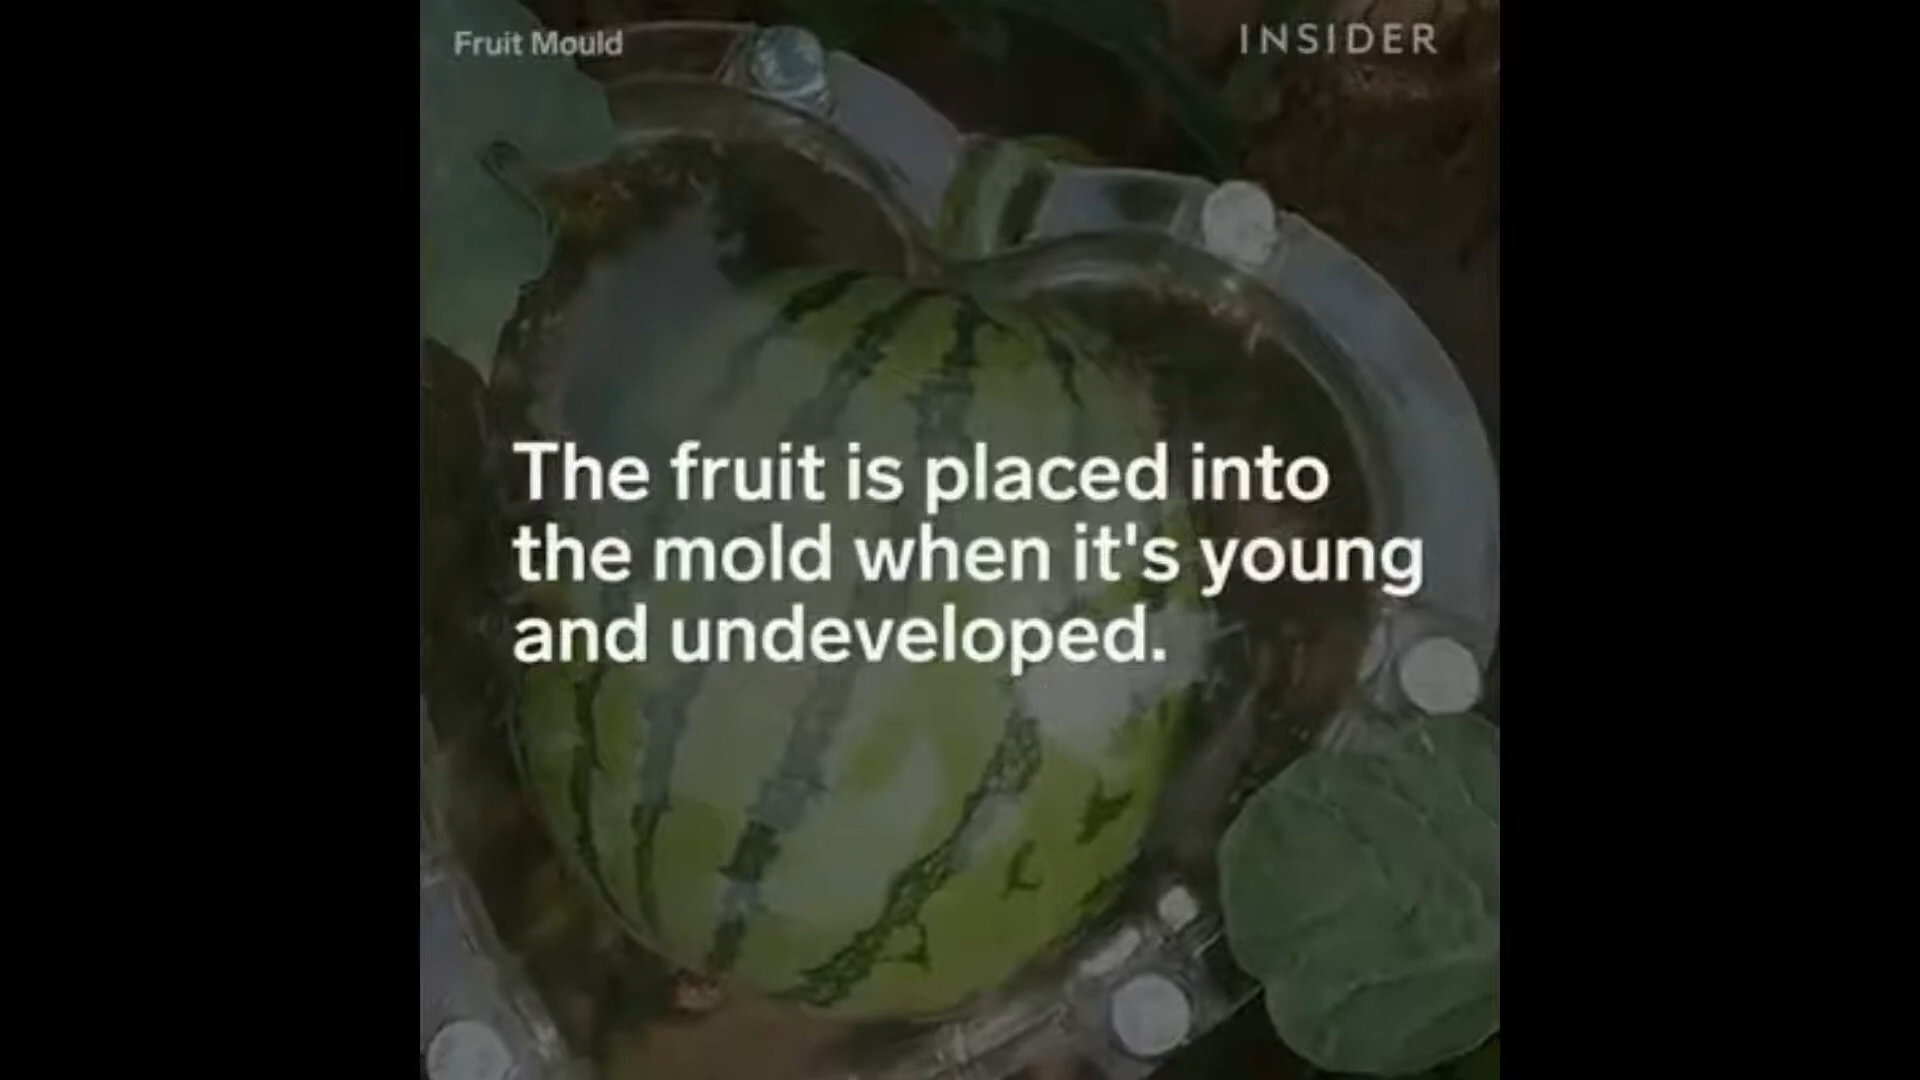 Fruit Mould
INSIDER
The fruit is placed into
the mold when it's young
and undeveloped.